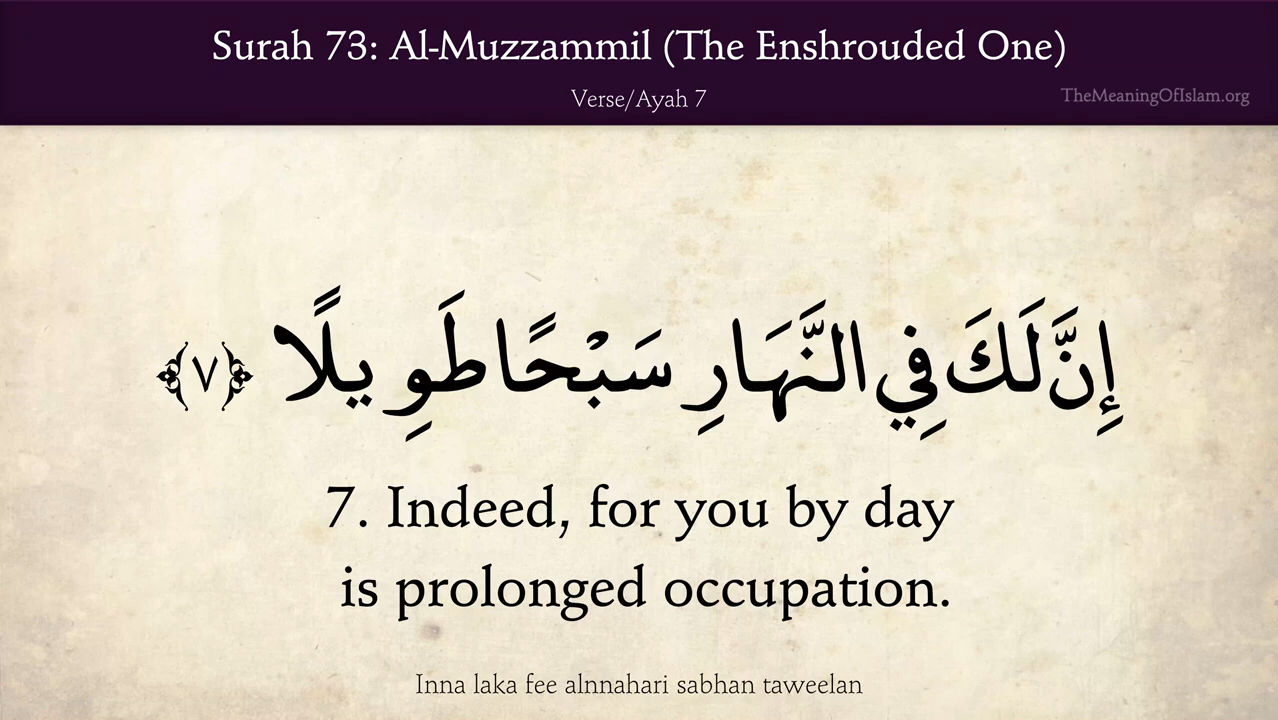 Surah 73: Al-Muzzammil (The Enshrouded One)
Verse/Ayah 7
TheMeaningOfIslam.org
إِنَّ لَكَ فِي النَّهَارِ سَبْحًا طَوِيلًا ﴿٧﴾
7. Indeed, for you by day
is prolonged occupation.
Inna laka fee alnnahari sabhan taweelan